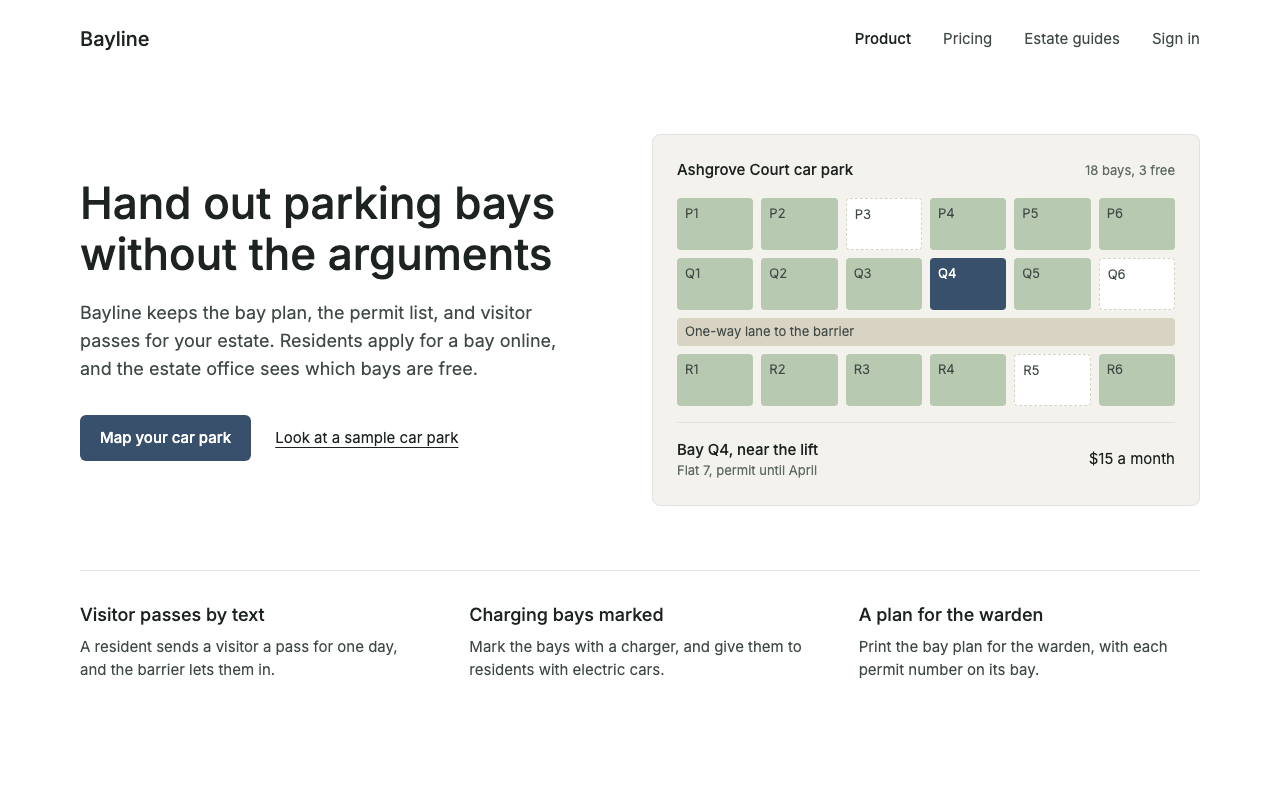 Bayline
Product
Pricing
Estate guides
Sign in
Hand out parking bays
without the arguments
Bayline keeps the bay plan, the permit list, and visitor
passes for your estate. Residents apply for a bay online,
and the estate office sees which bays are free.
Map your car park
Look at a sample car park
Ashgrove Court car park
18 bays, 3 free
P1 P2 P3 P4 P5 P6
Q1 Q2 Q3 Q4 Q5 Q6
One-way lane to the barrier
R1 R2 R3 R4 R5 R6
Bay Q4, near the lift
Flat 7, permit until April
$15 a month
Visitor passes by text
A resident sends a visitor a pass for one day,
and the barrier lets them in.
Charging bays marked
Mark the bays with a charger, and give them to
residents with electric cars.
A plan for the warden
Print the bay plan for the warden, with each
permit number on its bay.